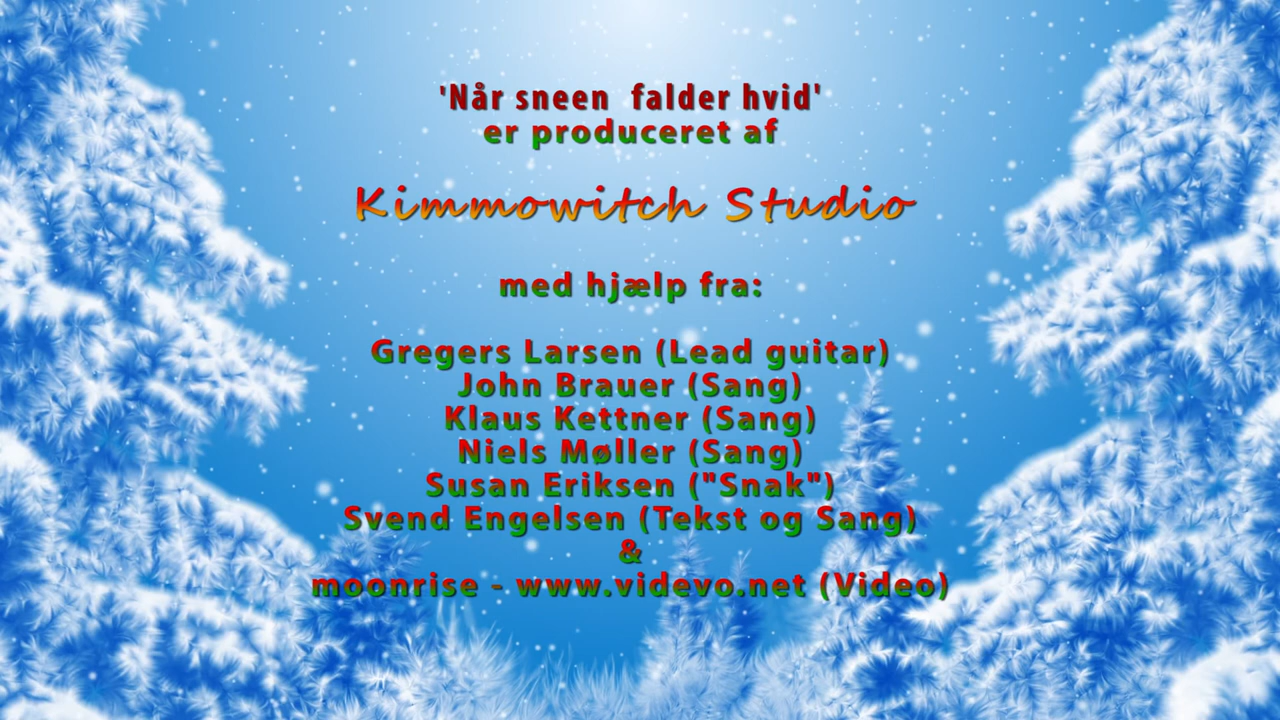 'Når sneen falder hvid'
er produceret af
Kimmowitch Studio
med hjælp fra:
Gregers Larsen (Lead guitar)
John Brauer (Sang)
Klaus Kettner (Sang)
Niels Møller (Sang)
Susan Eriksen ("Snak")
Svend Engelsen (Tekst og Sang)
&
moonrise - www.videvo.net (Video)